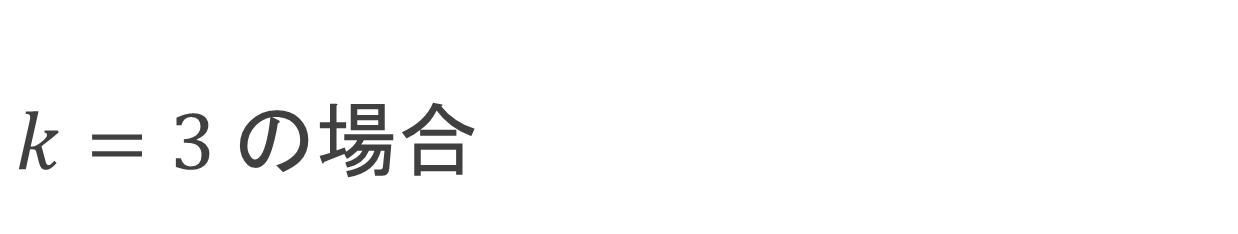 k = 3 の場合